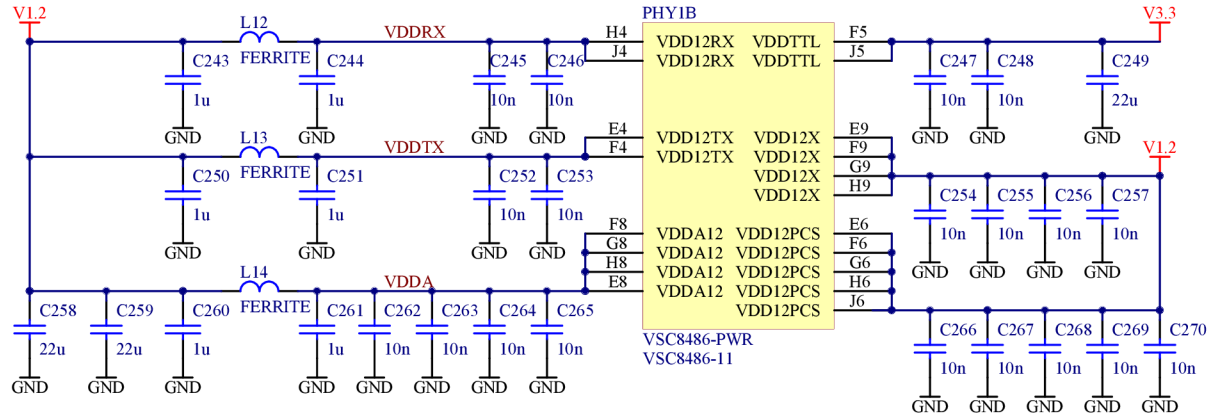 V1.2
L12
VDDRX
PHY1B
V3.3
H4
VDD12RX
VDDTTL
F5
J4
VDD12RX
VDDTTL
J5
C243
FERRITE
C244
C245
C246
C247
C248
C249
1u
1u
10n
10n
10n
10n
22u
GND
GND
GND
GND
GND
GND
GND
L13
VDDTX
E4
VDD12TX
VDD12X
E9
F4
VDD12TX
VDD12X
F9
V1.2
VDD12X
G9
VDD12X
H9
C250
FERRITE
C251
C252
C253
C254
C255
C256
C257
1u
1u
10n
10n
10n
10n
10n
10n
GND
GND
GND
GND
GND
GND
GND
GND
F8
VDDA12
VDD12PCS
E6
G8
VDDA12
VDD12PCS
F6
H8
VDDA12
VDD12PCS
G6
E8
VDDA12
VDD12PCS
H6
VDD12PCS
J6
L14
VDDA
C258
C259
C260
FERRITE
C261
C262
C263
C264
C265
22u
22u
1u
1u
10n
10n
10n
10n
GND
GND
GND
GND
GND
GND
GND
GND
VSC8486-PWR
VSC8486-11
C266
C267
C268
C269
C270
10n
10n
10n
10n
10n
GND
GND
GND
GND
GND